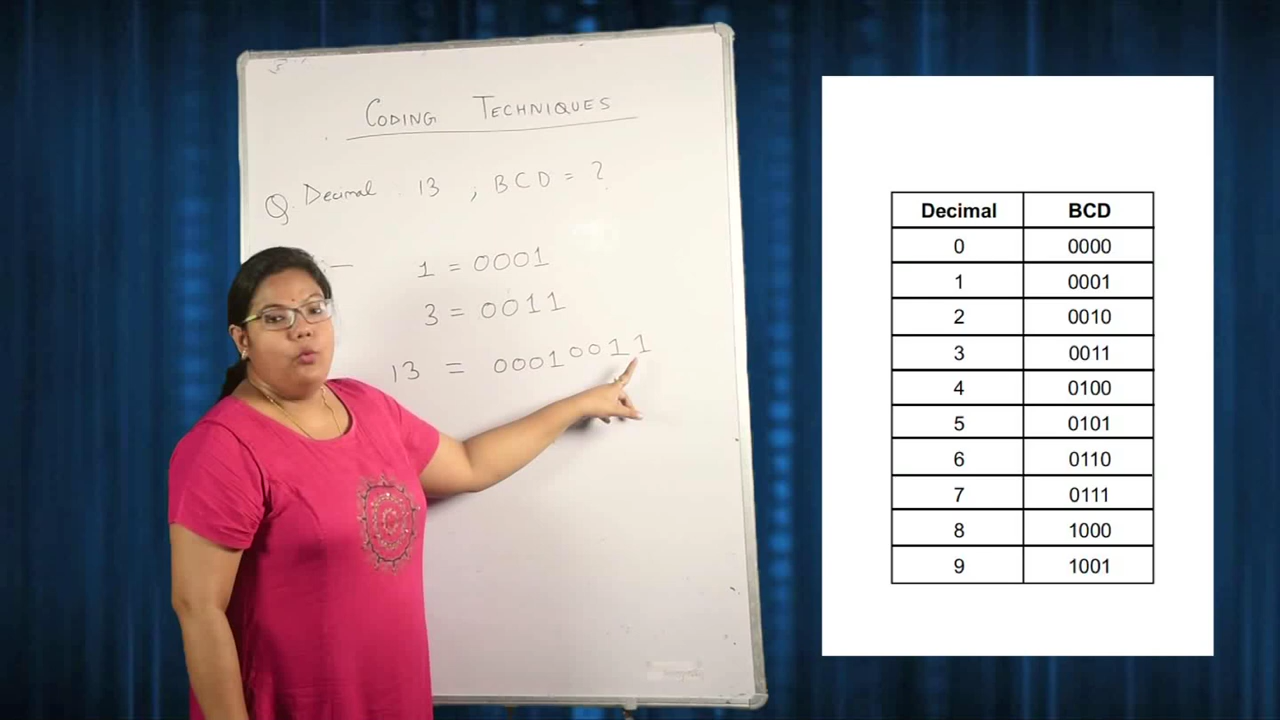 CODING TECHNIQUES
Q. Decimal : 13 ; BCD = ?
1 = 0001
3 = 0011
13 = 00010011
Decimal BCD
0 0000
1 0001
2 0010
3 0011
4 0100
5 0101
6 0110
7 0111
8 1000
9 1001